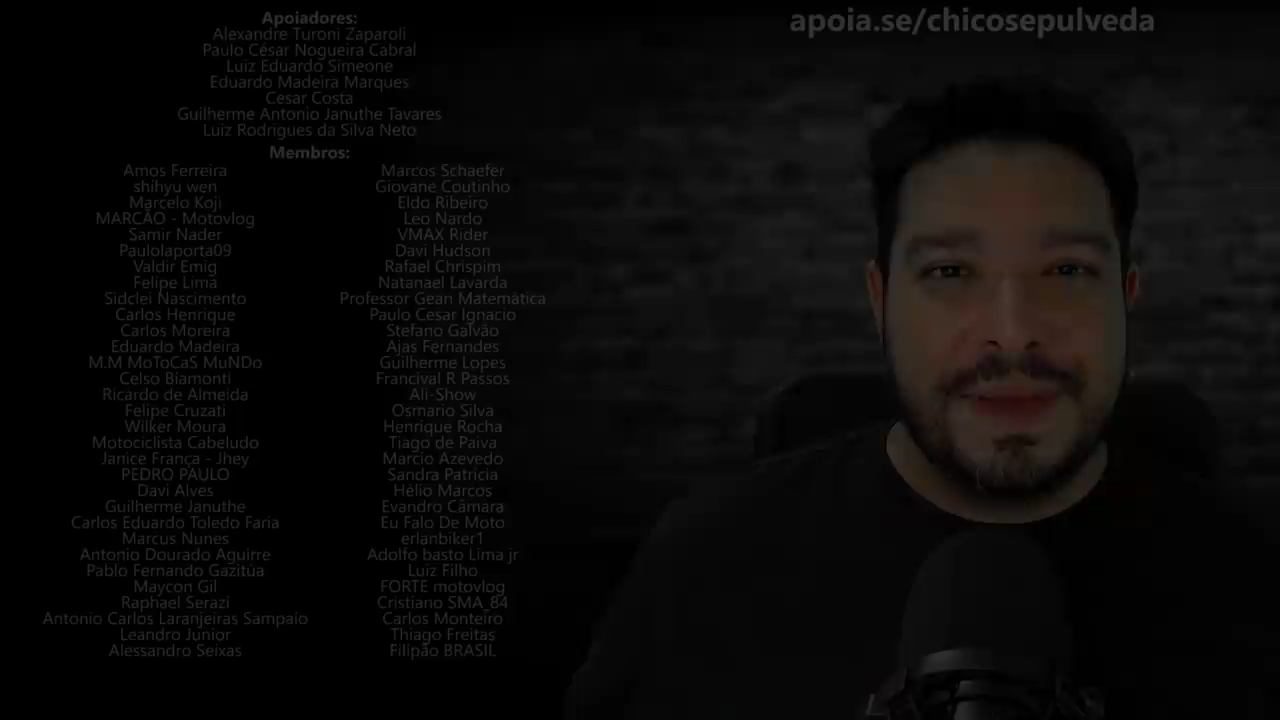 Apoiadores:
Alexandre Turoni Zaparoli
Paulo César Nogueira Cabral
Luiz Eduardo Simeone
Eduardo Madeira Marques
Cesar Costa
Guilherme Antonio Januthe Tavares
Luiz Rodrigues da Silva Neto
Membros:
Amos Ferreira
shihyu wen
Marcelo Koji
MARCÃO - Motovlog
Samir Nader
Paulolaporta09
Valdir Emig
Felipe Lima
Sidclei Nascimento
Carlos Henrique
Carlos Moreira
Eduardo Madeira
M.M MoToCaS MuNDo
Celso Biamonti
Ricardo de Almeida
Felipe Cruzati
Wilker Moura
Motociclista Cabeludo
Janice França - Jhey
PEDRO PAULO
Davi Alves
Guilherme Januthe
Carlos Eduardo Toledo Faria
Marcus Nunes
Antonio Dourado Aguirre
Pablo Fernando Gazitúa
Maycon Gil
Raphael Serazi
Antonio Carlos Laranjeiras Sampaio
Leandro Junior
Alessandro Seixas
Marcos Schaefer
Giovane Coutinho
Eldo Ribeiro
Leo Nardo
VMAX Rider
Davi Hudson
Rafael Chrispim
Natanael Lavarda
Professor Gean Matemática
Paulo Cesar Ignacio
Stefano Galvão
Ajas Fernandes
Guilherme Lopes
Francival R Passos
Ali-Show
Osmario Silva
Henrique Rocha
Tiago de Paiva
Marcio Azevedo
Sandra Patricia
Hélio Marcos
Evandro Câmara
Eu Falo De Moto
erlanbiker1
Adolfo basto Lima jr
Luiz Filho
FORTE motovlog
Cristiano SMA_84
Carlos Monteiro
Thiago Freitas
Filipão BRASIL
apoia.se/chicosepulveda